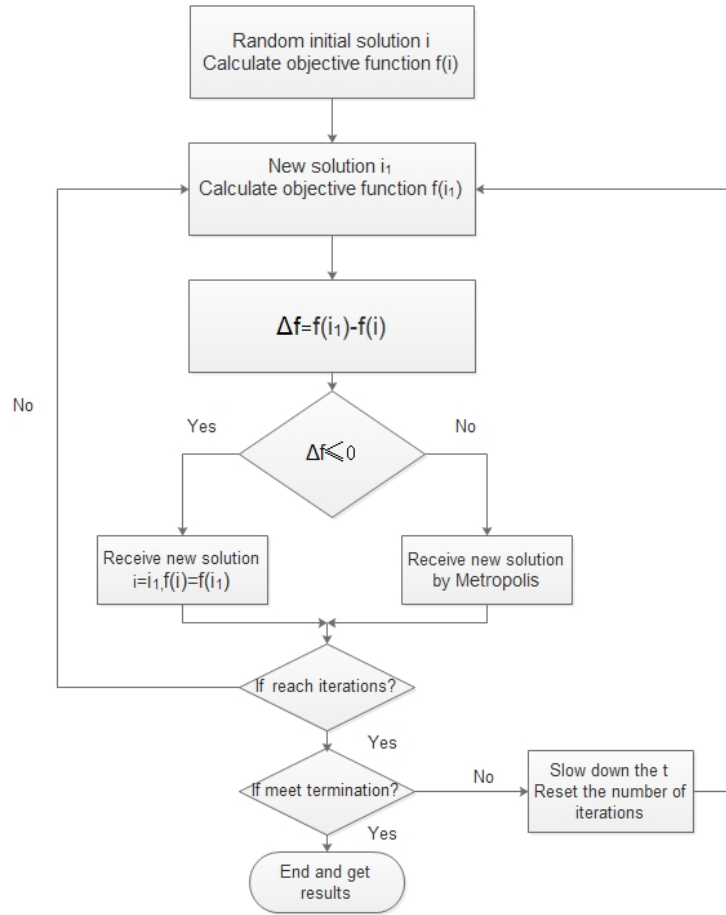 Random initial solution i
Calculate objective function f(i)
New solution i₁
Calculate objective function f(i₁)
Δf=f(i₁)-f(i)
No
Yes
No
Δf⩽0
Receive new solution
i=i₁,f(i)=f(i₁)
Receive new solution
by Metropolis
If reach iterations?
Yes
If meet termination?
No
Slow down the t
Reset the number of
iterations
Yes
End and get
results